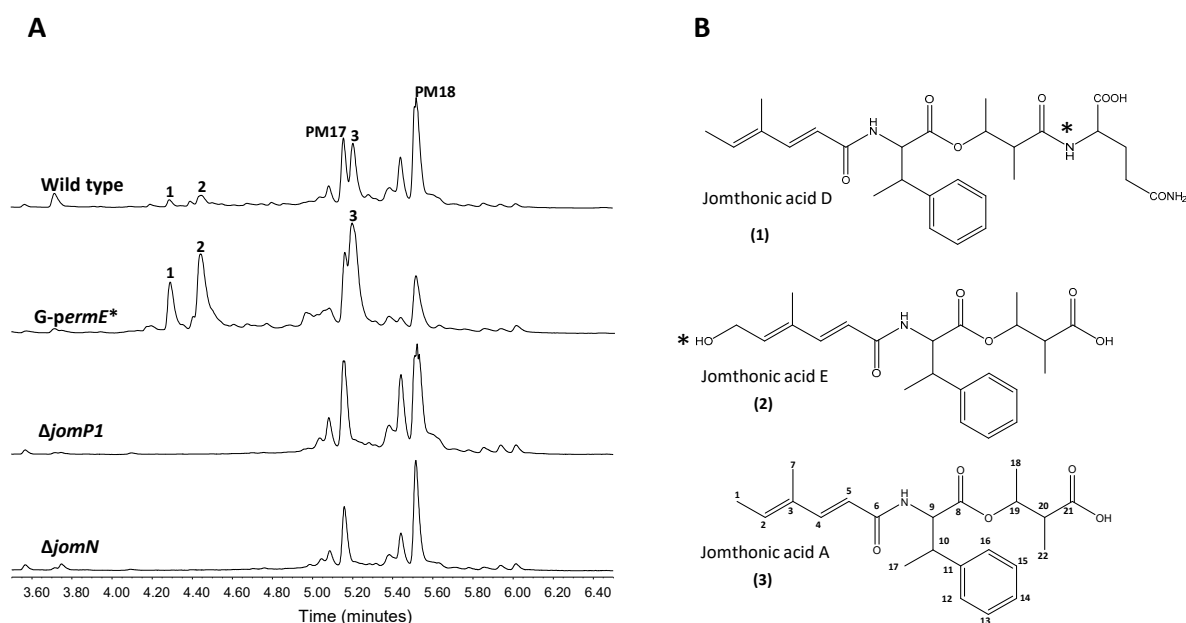 A
Wild type
1
2
PM17
3
PM18
G-permE*
1
2
3
ΔjomP1
ΔjomN
3.60 3.80 4.00 4.20 4.40 4.60 4.80 5.00 5.20 5.40 5.60 5.80 6.00 6.20 6.40
Time (minutes)
B
H
N
O
O
O
O
*
N
H
COOH
CONH₂
Jomthonic acid D
(1)
*
HO
O
H
N
O
O
O
OH
Jomthonic acid E
(2)
1
2
3
4
5
6
7
8
9
10
11
12
13
14
15
16
17
18
19
20
21
22
O
H
N
O
O
O
OH
Jomthonic acid A
(3)